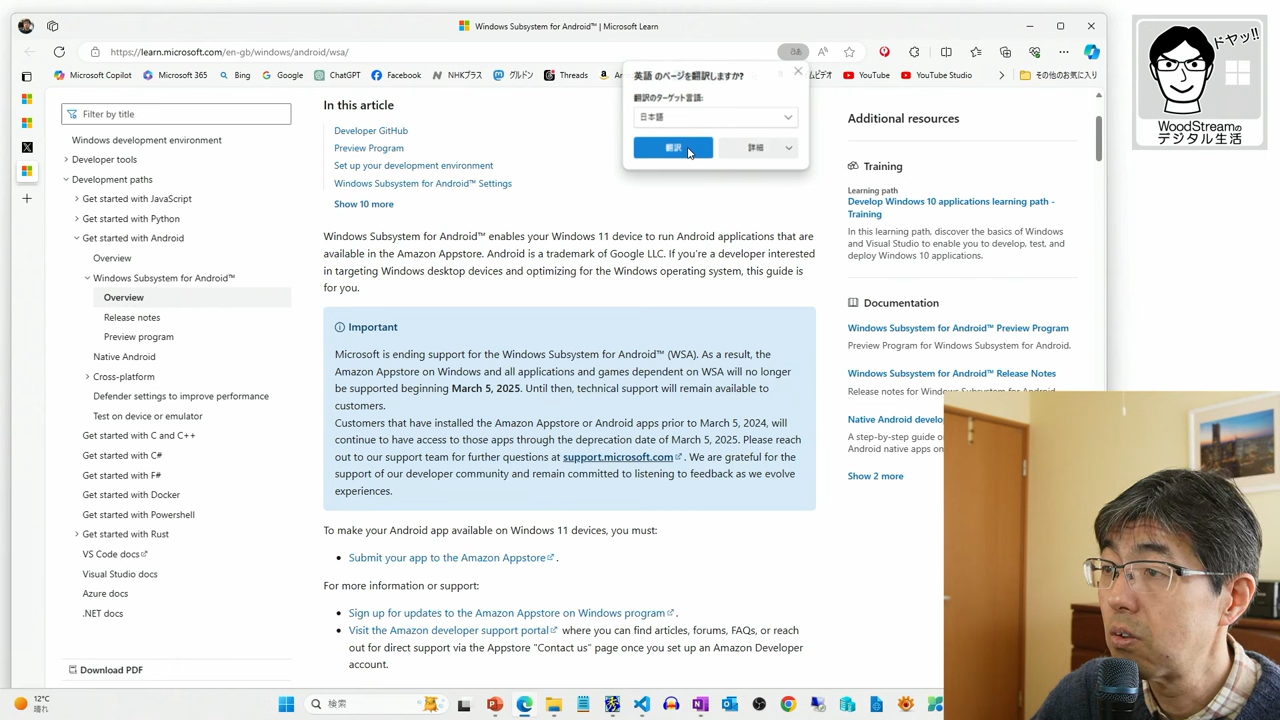 Windows Subsystem for Android™ | Microsoft Learn
https://learn.microsoft.com/en-gb/windows/android/wsa/
Microsoft Copilot
Microsoft 365
Bing
Google
ChatGPT
Facebook
NHKプラス
グルドン
Threads
YouTube
YouTube Studio
その他のお気に入り
英語 のページを翻訳しますか?
翻訳のターゲット言語:
日本語
翻訳
詳細
ドヤッ!!
WoodStreamの
デジタル生活
Filter by title
Windows development environment
Developer tools
Development paths
Get started with JavaScript
Get started with Python
Get started with Android
Overview
Windows Subsystem for Android™
Overview
Release notes
Preview program
Native Android
Cross-platform
Defender settings to improve performance
Test on device or emulator
Get started with C and C++
Get started with C#
Get started with F#
Get started with Docker
Get started with Powershell
Get started with Rust
VS Code docs
Visual Studio docs
Azure docs
.NET docs
Download PDF
In this article
Developer GitHub
Preview Program
Set up your development environment
Windows Subsystem for Android™ Settings
Show 10 more
Windows Subsystem for Android™ enables your Windows 11 device to run Android applications that are
available in the Amazon Appstore. Android is a trademark of Google LLC. If you're a developer interested
in targeting Windows desktop devices and optimizing for the Windows operating system, this guide is
for you.
Important
Microsoft is ending support for the Windows Subsystem for Android™ (WSA). As a result, the
Amazon Appstore on Windows and all applications and games dependent on WSA will no longer
be supported beginning March 5, 2025. Until then, technical support will remain available to
customers.
Customers that have installed the Amazon Appstore or Android apps prior to March 5, 2024, will
continue to have access to those apps through the deprecation date of March 5, 2025. Please reach
out to our support team for further questions at support.microsoft.com. We are grateful for the
support of our developer community and remain committed to listening to feedback as we evolve
experiences.
To make your Android app available on Windows 11 devices, you must:
• Submit your app to the Amazon Appstore.
For more information or support:
• Sign up for updates to the Amazon Appstore on Windows program.
• Visit the Amazon developer support portal where you can find articles, forums, FAQs, or reach
out for direct support via the Appstore "Contact us" page once you set up an Amazon Developer
account.
Additional resources
Training
Learning path
Develop Windows 10 applications learning path -
Training
In this learning path, discover the basics of Windows
and Visual Studio to enable you to develop, test, and
deploy Windows 10 applications.
Documentation
Windows Subsystem for Android™ Preview Program
Preview Program for Windows Subsystem for Android.
Windows Subsystem for Android™ Release Notes
Release notes for Windows Subsystem for Android
Native Android develo
A step-by-step guide o
Android native apps on
Show 2 more
12°C
晴れ
検索